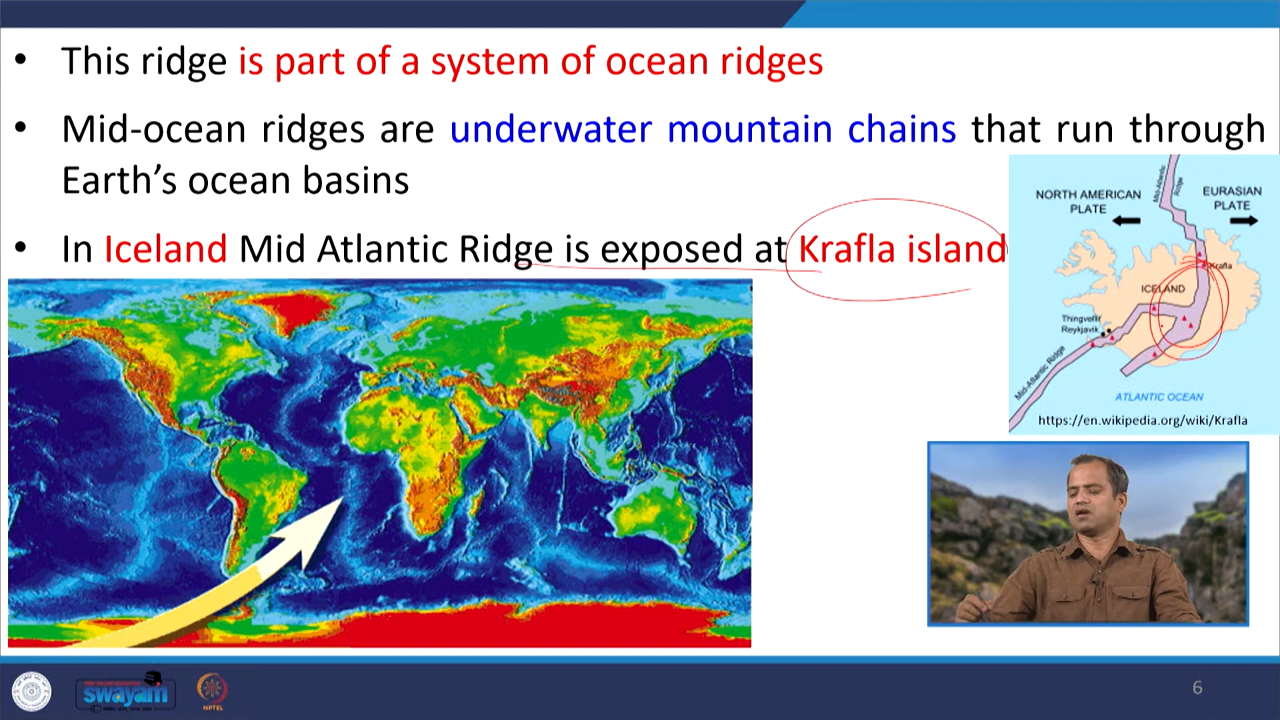 • This ridge is part of a system of ocean ridges
• Mid-ocean ridges are underwater mountain chains that run through
Earth’s ocean basins
• In Iceland Mid Atlantic Ridge is exposed at Krafla island
Mid-Atlantic
Ridge
NORTH AMERICAN
PLATE
EURASIAN
PLATE
Krafla
ICELAND
Thingvellir
Reykjavik
Mid-Atlantic Ridge
ATLANTIC OCEAN
https://en.wikipedia.org/wiki/Krafla
swayam
NPTEL
6